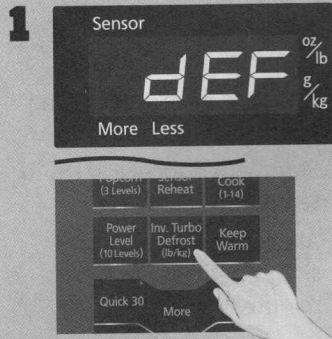 1
Sensor
dEF
oz/lb
g/kg
More Less
Popcorn
(3 Levels)
Sensor
Reheat
Cook
(1-14)
Power
Level
(10 Levels)
Inv. Turbo
Defrost
(lb/kg)
Keep
Warm
Quick 30
More